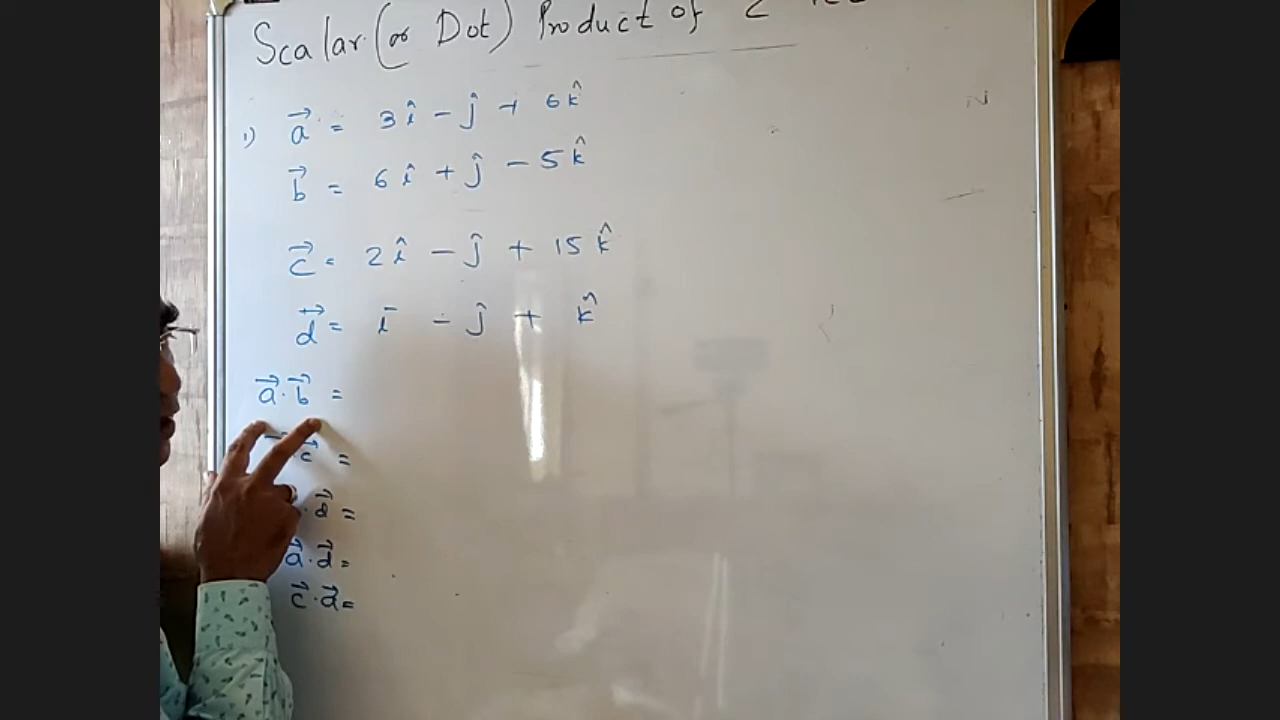 Scalar (or Dot) Product of 2
1) a⃗ = 3î - ĵ + 6k̂
b⃗ = 6î + ĵ - 5k̂
c⃗ = 2î - ĵ + 15k̂
d⃗ = i̅ - ĵ + k̂
a⃗ · b⃗ =
· c⃗ =
· d⃗ =
a⃗ · d⃗ =
c⃗ · a⃗ =